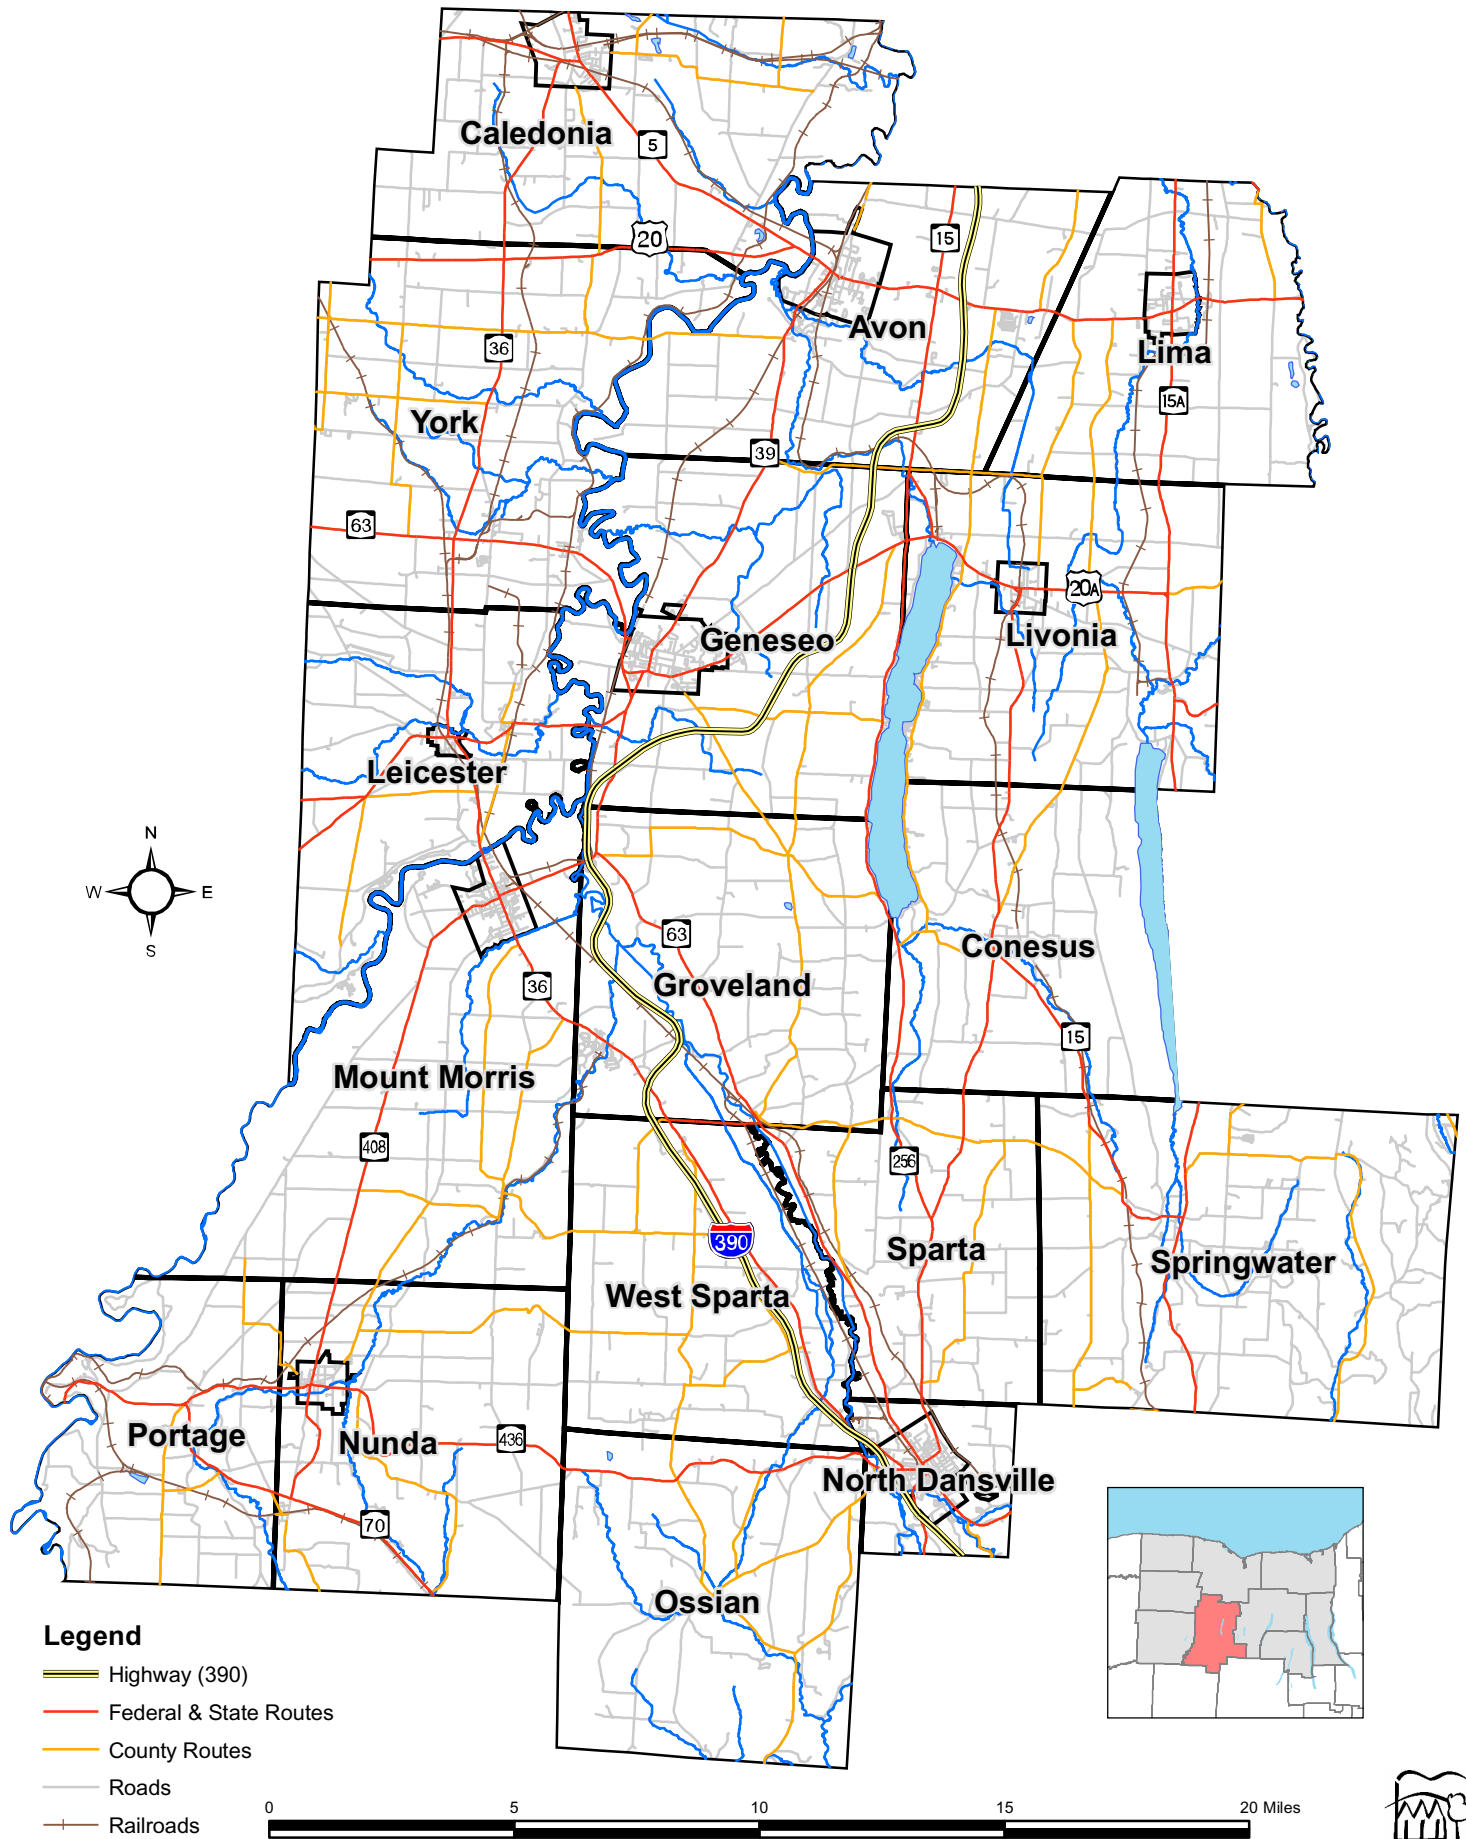 Caledonia
5
20
15
Avon
Lima
36
15A
York
39
63
20A
Geneseo
Livonia
Leicester
N
W E
S
63
Conesus
Groveland
36
15
Mount Morris
408
256
390
Sparta
Springwater
West Sparta
Portage
Nunda
436
North Dansville
70
Ossian
Legend
Highway (390)
Federal & State Routes
County Routes
Roads
Railroads
0 5 10 15 20 Miles